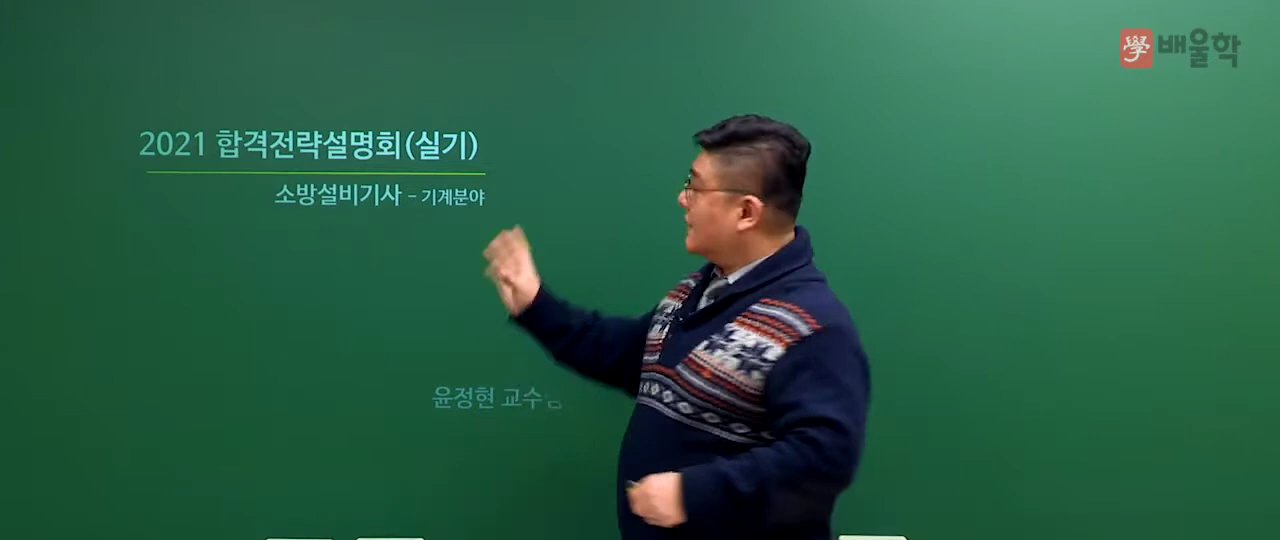 學 배울학
2021 합격전략설명회(실기)
소방설비기사 - 기계분야
윤정현 교수